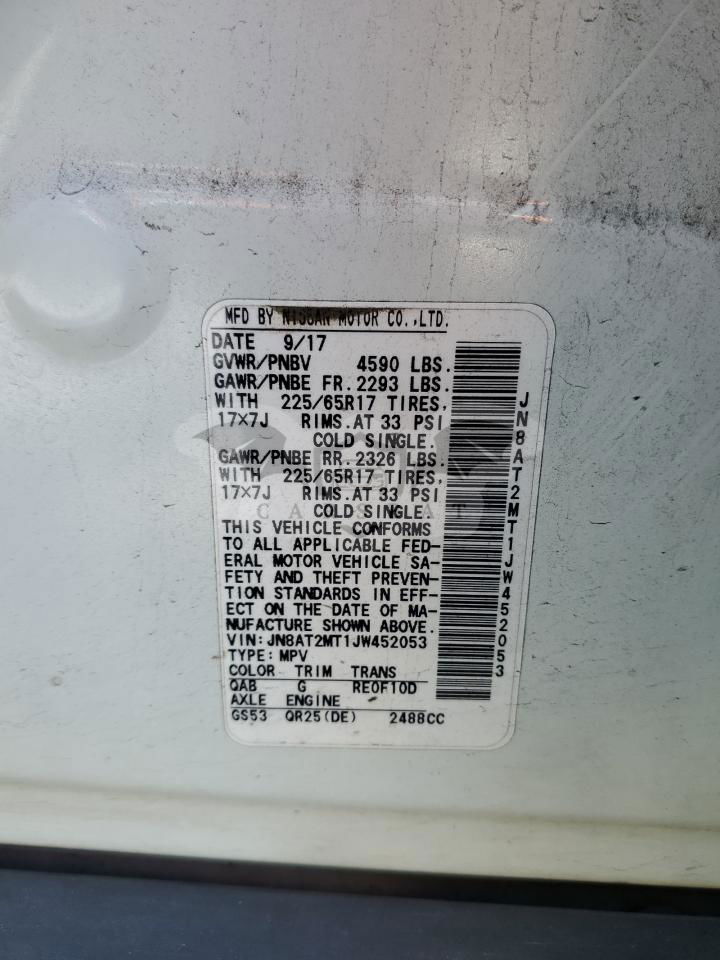 MFD BY NISSAN MOTOR CO.,LTD.
DATE 9/17
GVWR/PNBV 4590 LBS.
GAWR/PNBE FR. 2293 LBS.
WITH 225/65R17 TIRES,
17×7J RIMS. AT 33 PSI
COLD SINGLE.
GAWR/PNBE RR. 2326 LBS.
WITH 225/65R17 TIRES,
17×7J RIMS. AT 33 PSI
COLD SINGLE.
THIS VEHICLE CONFORMS
TO ALL APPLICABLE FED-
ERAL MOTOR VEHICLE SA-
FETY AND THEFT PREVEN-
TION STANDARDS IN EFF-
ECT ON THE DATE OF MA-
NUFACTURE SHOWN ABOVE.
VIN: JN8AT2MT1JW452053
TYPE: MPV
COLOR TRIM TRANS
QAB G RE0F10D
AXLE ENGINE
GS53 QR25(DE) 2488CC
JN8AT2MT1JW452053